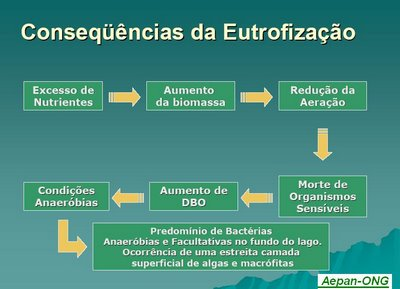 Conseqüências da Eutrofização
Excesso de
Nutrientes
Aumento
da biomassa
Redução da
Aeração
Morte de
Organismos
Sensíveis
Aumento de
DBO
Condições
Anaeróbias
Predomínio de Bactérias
Anaeróbias e Facultativas no fundo do lago.
Ocorrência de uma estreita camada
superficial de algas e macrófitas
Aepan-ONG